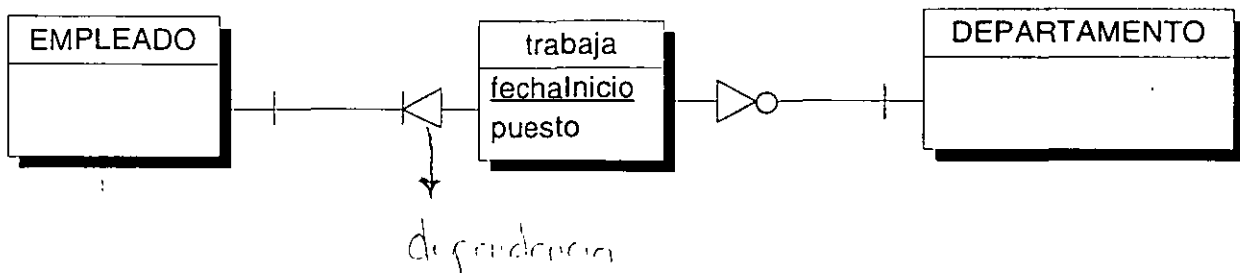 EMPLEADO
trabaja
fechaInicio
puesto
DEPARTAMENTO
dependencia